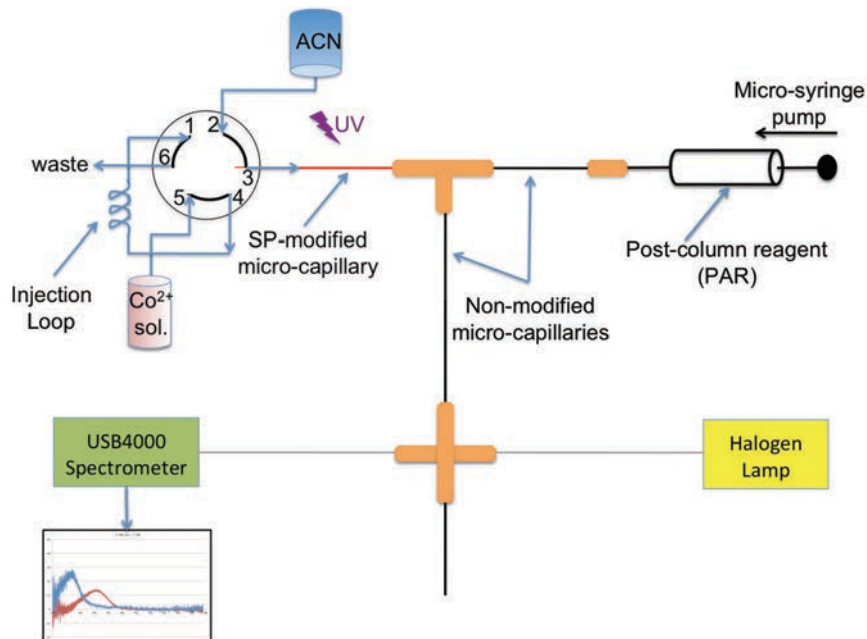 ACN
UV
Micro-syringe
pump
1
2
3
4
5
6
waste
SP-modified
micro-capillary
Post-column reagent
(PAR)
Injection
Loop
Co²⁺
sol.
Non-modified
micro-capillaries
USB4000
Spectrometer
Halogen
Lamp